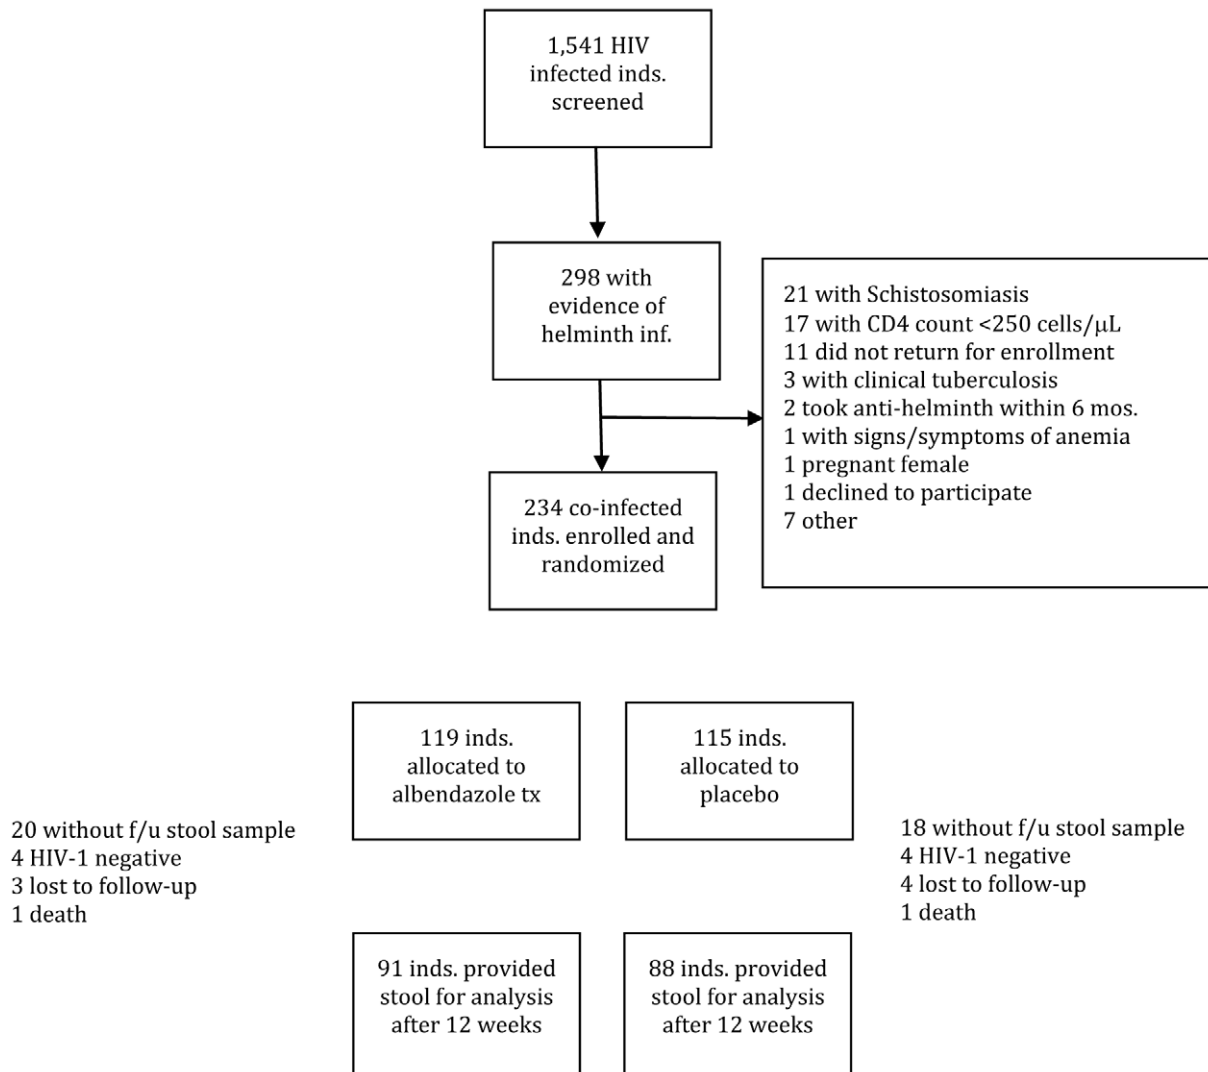 1,541 HIV
infected inds.
screened
298 with
evidence of
helminth inf.
21 with Schistosomiasis
17 with CD4 count <250 cells/μL
11 did not return for enrollment
3 with clinical tuberculosis
2 took anti-helminth within 6 mos.
1 with signs/symptoms of anemia
1 pregnant female
1 declined to participate
7 other
234 co-infected
inds. enrolled and
randomized
119 inds.
allocated to
albendazole tx
115 inds.
allocated to
placebo
20 without f/u stool sample
4 HIV-1 negative
3 lost to follow-up
1 death
18 without f/u stool sample
4 HIV-1 negative
4 lost to follow-up
1 death
91 inds. provided
stool for analysis
after 12 weeks
88 inds. provided
stool for analysis
after 12 weeks